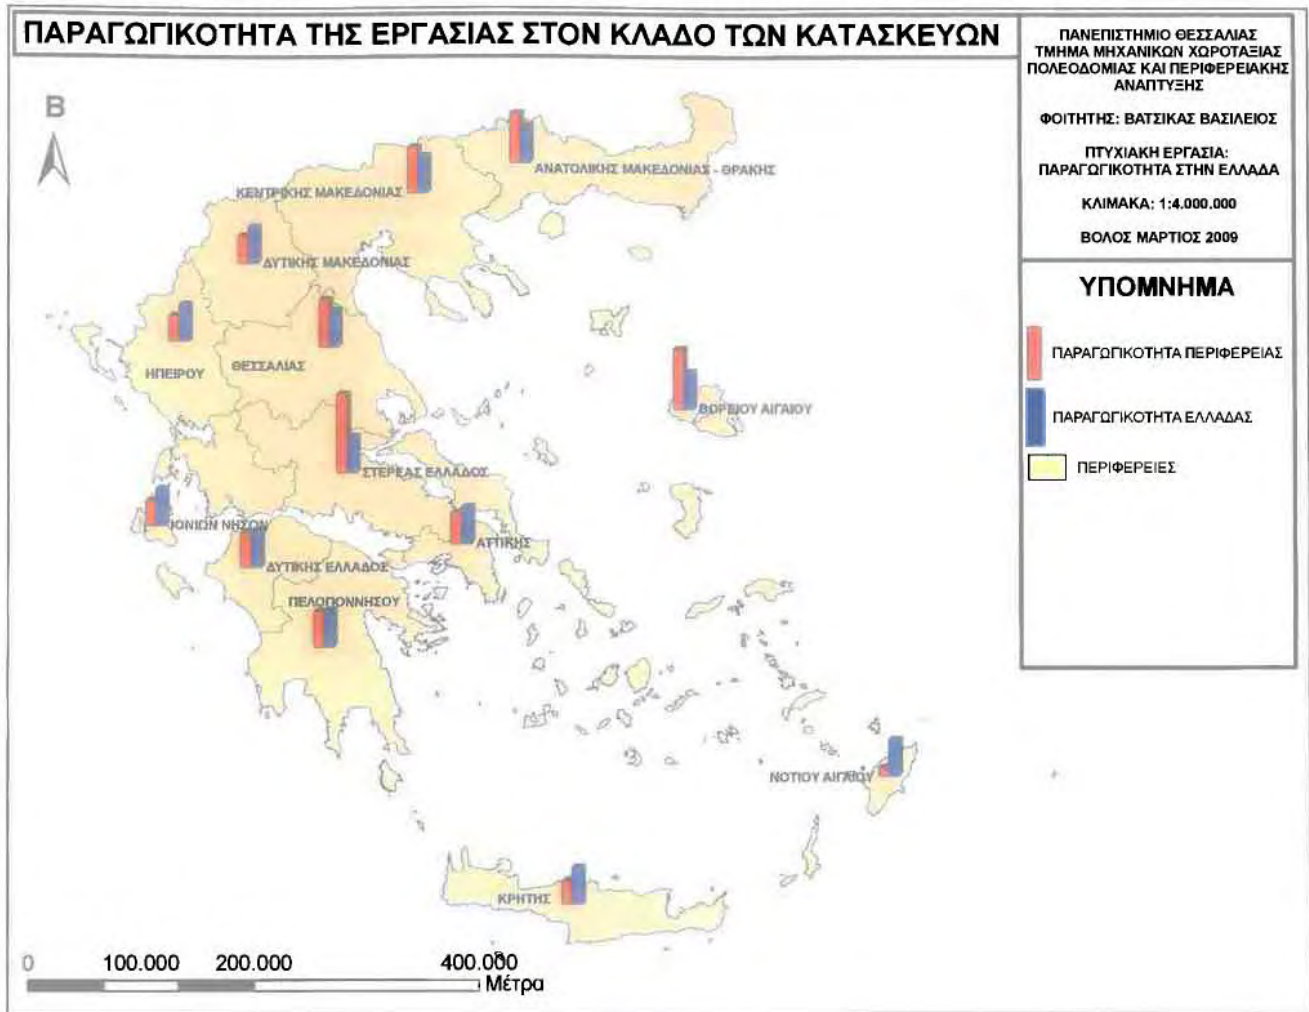 ΠΑΡΑΓΩΓΙΚΟΤΗΤΑ ΤΗΣ ΕΡΓΑΣΙΑΣ ΣΤΟΝ ΚΛΑΔΟ ΤΩΝ ΚΑΤΑΣΚΕΥΩΝ
ΠΑΝΕΠΙΣΤΗΜΙΟ ΘΕΣΣΑΛΙΑΣ
ΤΜΗΜΑ ΜΗΧΑΝΙΚΩΝ ΧΩΡΟΤΑΞΙΑΣ
ΠΟΛΕΟΔΟΜΙΑΣ ΚΑΙ ΠΕΡΙΦΕΡΕΙΑΚΗΣ
ΑΝΑΠΤΥΞΗΣ
ΦΟΙΤΗΤΗΣ: ΒΑΤΣΙΚΑΣ ΒΑΣΙΛΕΙΟΣ
ΠΤΥΧΙΑΚΗ ΕΡΓΑΣΙΑ:
ΠΑΡΑΓΩΓΙΚΟΤΗΤΑ ΣΤΗΝ ΕΛΛΑΔΑ
ΚΛΙΜΑΚΑ: 1:4.000.000
ΒΟΛΟΣ ΜΑΡΤΙΟΣ 2009
ΥΠΟΜΝΗΜΑ
ΠΑΡΑΓΩΓΙΚΟΤΗΤΑ ΠΕΡΙΦΕΡΕΙΑΣ
ΠΑΡΑΓΩΓΙΚΟΤΗΤΑ ΕΛΛΑΔΑΣ
ΠΕΡΙΦΕΡΕΙΕΣ
Β
ΑΝΑΤΟΛΙΚΗΣ ΜΑΚΕΔΟΝΙΑΣ - ΘΡΑΚΗΣ
ΚΕΝΤΡΙΚΗΣ ΜΑΚΕΔΟΝΙΑΣ
ΔΥΤΙΚΗΣ ΜΑΚΕΔΟΝΙΑΣ
ΗΠΕΙΡΟΥ
ΘΕΣΣΑΛΙΑΣ
ΒΟΡΕΙΟΥ ΑΙΓΑΙΟΥ
ΣΤΕΡΕΑΣ ΕΛΛΑΔΟΣ
ΙΟΝΙΩΝ ΝΗΣΩΝ
ΑΤΤΙΚΗΣ
ΔΥΤΙΚΗΣ ΕΛΛΑΔΟΣ
ΠΕΛΟΠΟΝΝΗΣΟΥ
ΝΟΤΙΟΥ ΑΙΓΑΙΟΥ
ΚΡΗΤΗΣ
0 100.000 200.000 400.000
Μέτρα